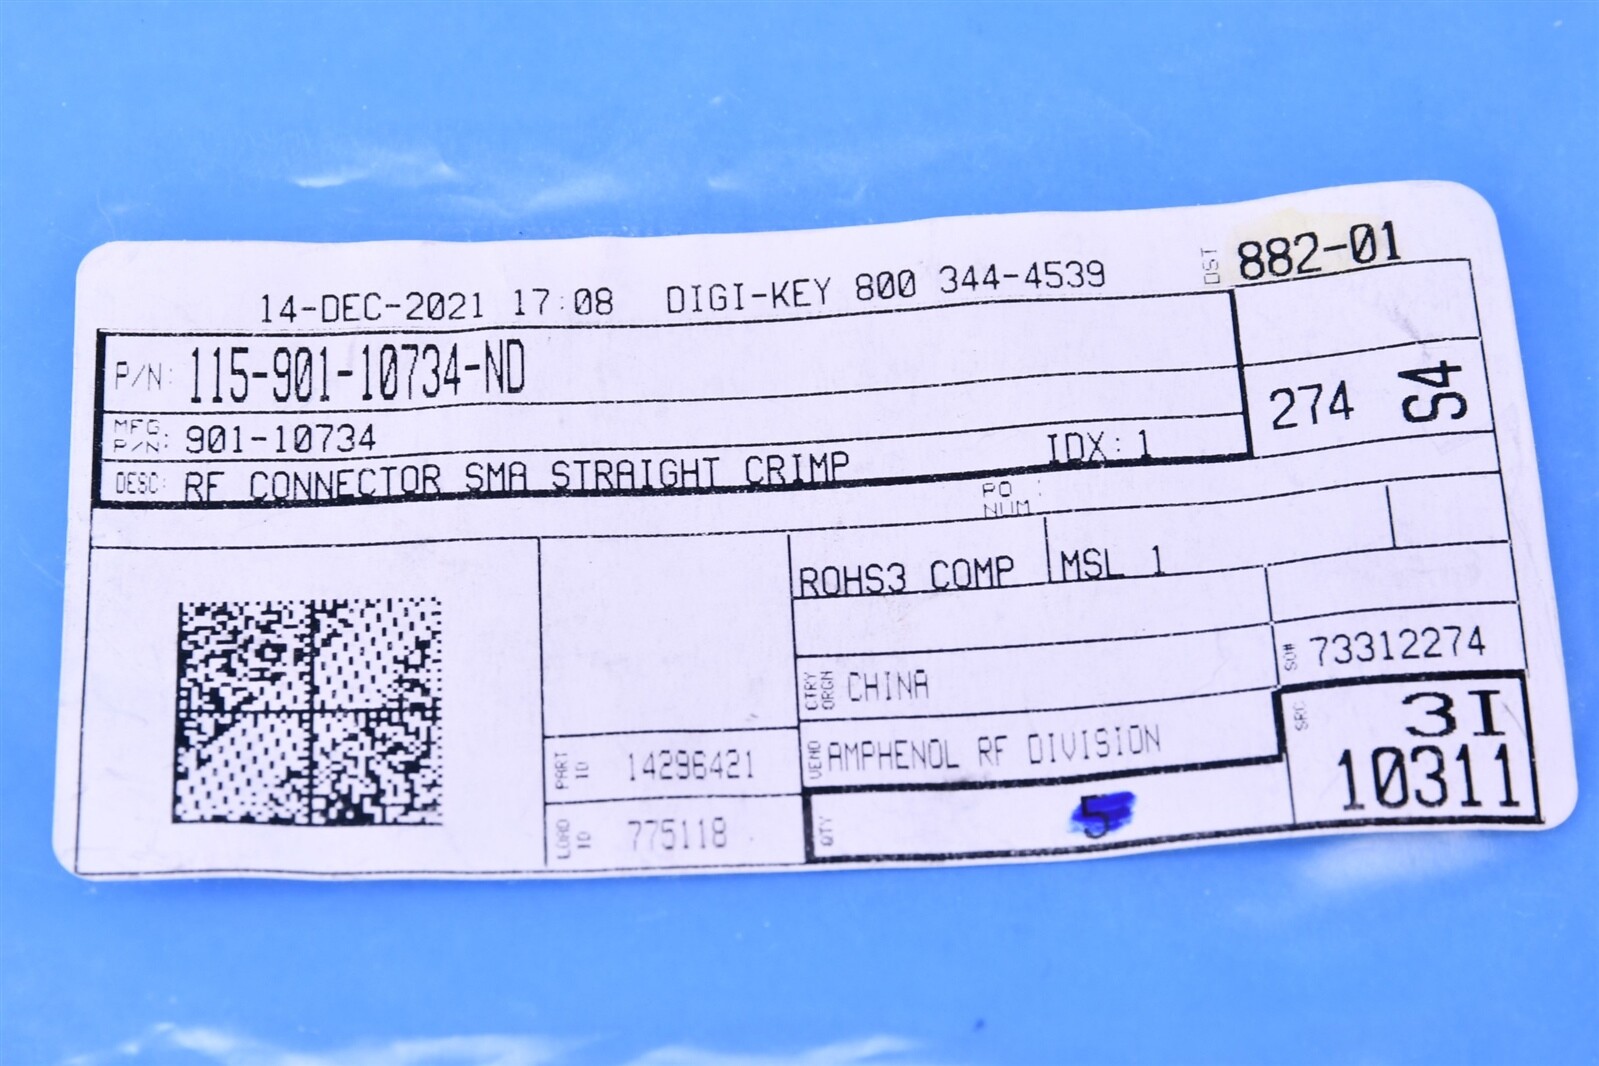 14-DEC-2021 17:08 DIGI-KEY 800 344-4539 DST 882-01
P/N: 115-901-10734-ND
MFG P/N: 901-10734
274 S4
DESC: RF CONNECTOR SMA STRAIGHT CRIMP IDX: 1
PO NUM:
ROHS3 COMP MSL 1
SO# 73312274
CTRY ORGN CHINA
SRC 3I
10311
PART ID 14296421
VEND AMPHENOL RF DIVISION
LOAD ID 775118
QTY 5